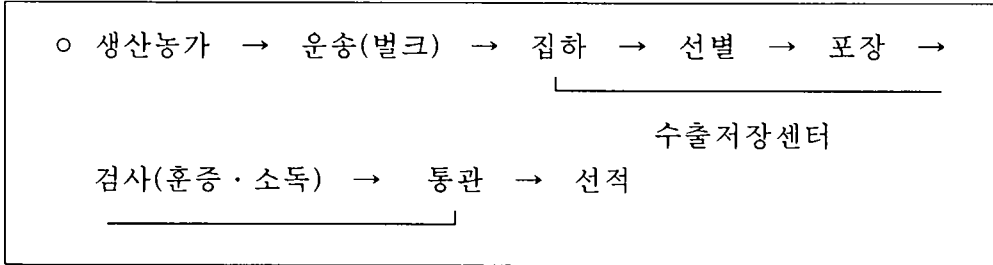 ○ 생산농가 → 운송(벌크) → 집하 → 선별 → 포장 →
수출저장센터
검사(훈증·소독) → 통관 → 선적